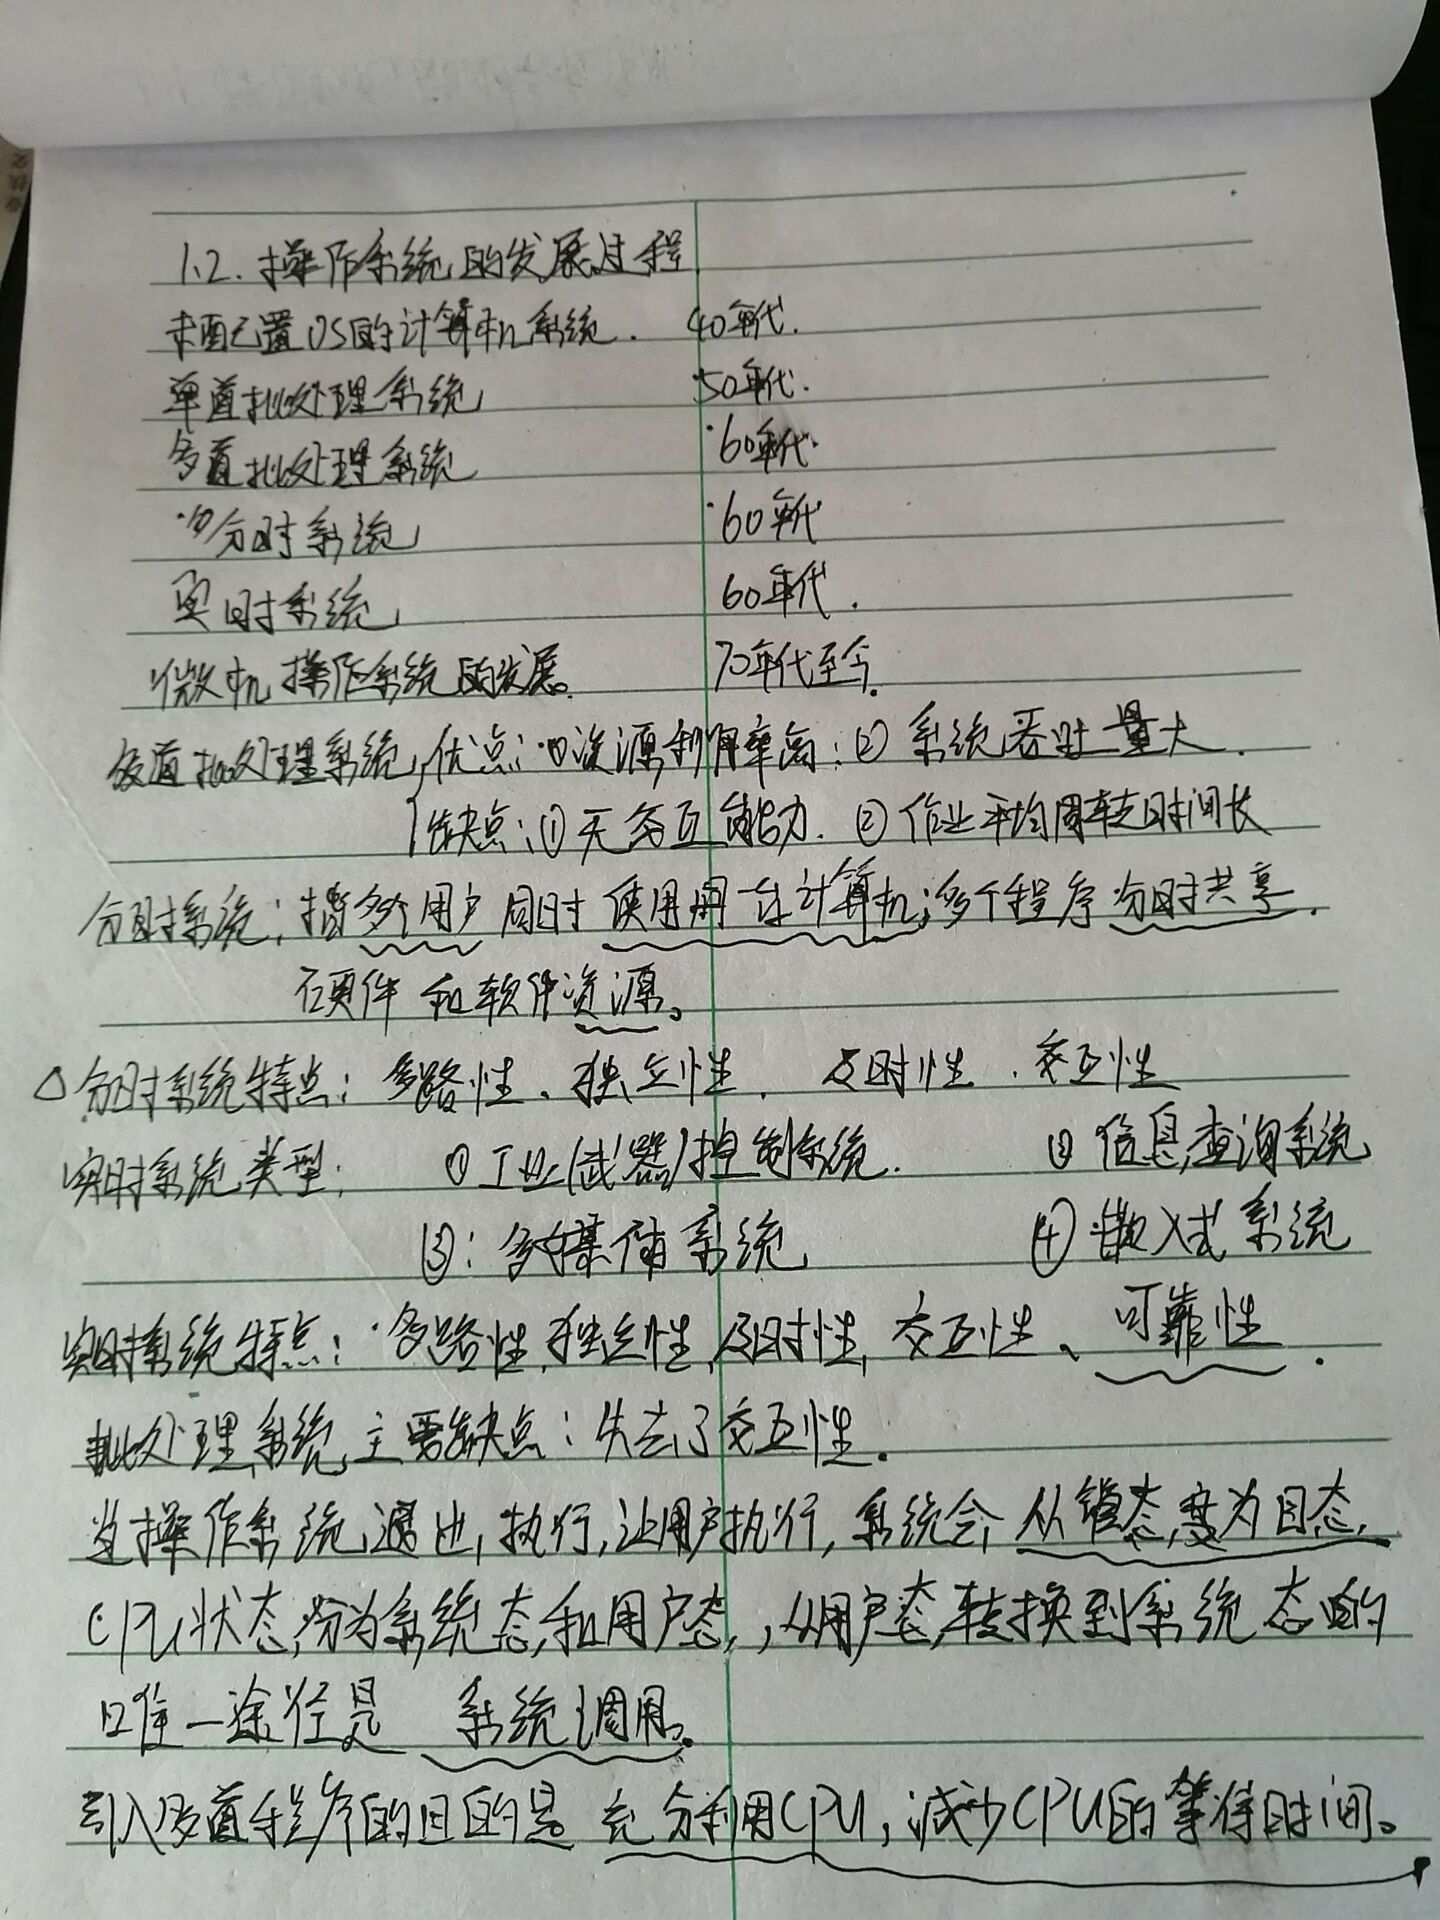 1.2.操作系统的发展过程
未配置OS的计算机系统. 40年代.
单道批处理系统 50年代.
多道批处理系统 60年代.
分时系统 60年代
实时系统 60年代.
微机操作系统的发展. 70年代至今.
多道批处理系统,优点:①资源利用率高;② 系统吞吐量大.
缺点:①无交互能力. ②作业平均周转时间长
分时系统:指多个用户同时使用用一台计算机;多个程序分时共享.
硬件和软件资源。
△分时系统特点:多路性、独立性. 及时性.交互性
实时系统类型: ①工业(武器)控制系统. ②信息查询系统
③:多媒体系统 ④嵌入式系统
实时系统特点:多路性,独立性,及时性,交互性、可靠性.
批处理系统主要缺点:失去了交互性.
当操作系统退出,执行,让用户执行,系统会从管态,变为目态,
CPU状态,分为系统态,和用户态,,从用户态,转换到系统态的
唯一途径是 系统调用。
引入多道程序的目的是 充分利用CPU,减少CPU的等待时间。